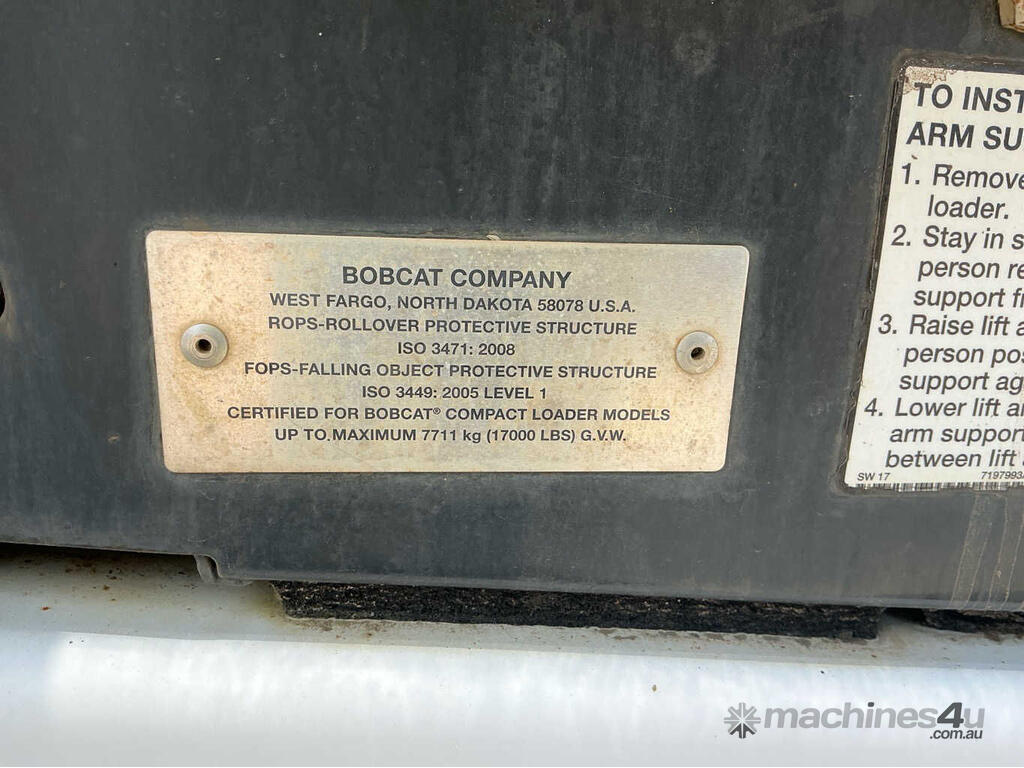 BOBCAT COMPANY
WEST FARGO, NORTH DAKOTA 58078 U.S.A.
ROPS-ROLLOVER PROTECTIVE STRUCTURE
ISO 3471: 2008
FOPS-FALLING OBJECT PROTECTIVE STRUCTURE
ISO 3449: 2005 LEVEL 1
CERTIFIED FOR BOBCAT® COMPACT LOADER MODELS
UP TO MAXIMUM 7711 kg (17000 LBS) G.V.W.
TO INST
ARM SU
1. Remove
loader.
2. Stay in s
person re
support f
3. Raise lift a
person pos
support ag
4. Lower lift ar
arm support
between lift
SW 17 7197993
machines4u
.com.au